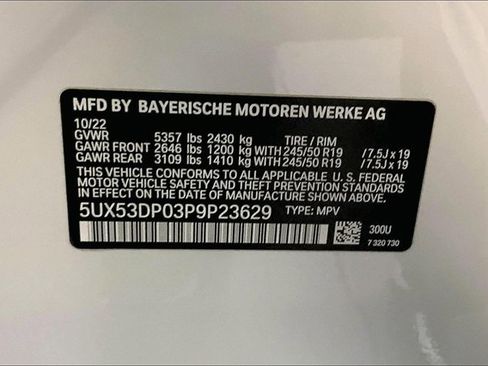 MFD BY BAYERISCHE MOTOREN WERKE AG
10/22
GVWR 5357 lbs 2430 kg TIRE / RIM
GAWR FRONT 2646 lbs 1200 kg WITH 245/50 R19 /7.5J x 19
GAWR REAR 3109 lbs 1410 kg WITH 245/50 R19 /7.5J x 19
THIS VEHICLE CONFORMS TO ALL APPLICABLE U. S. FEDERAL
MOTOR VEHICLE SAFETY AND THEFT PREVENTION STANDARDS
IN EFFECT ON THE DATE OF MANUFACTURE SHOWN ABOVE.
5UX53DP03P9P23629 TYPE: MPV
300U
7 320 730